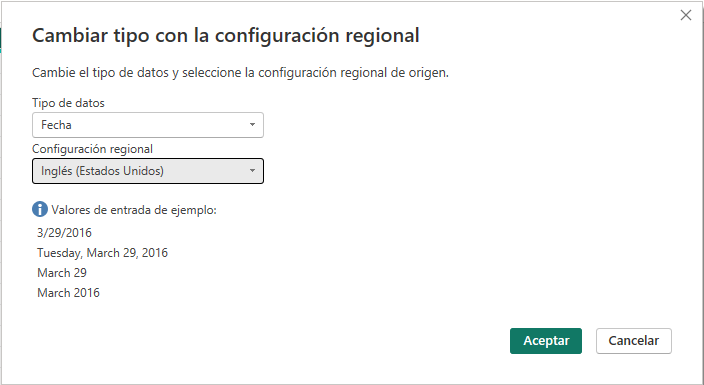 Cambiar tipo con la configuración regional
Cambie el tipo de datos y seleccione la configuración regional de origen.
Tipo de datos
Fecha
Configuración regional
Inglés (Estados Unidos)
Valores de entrada de ejemplo:
3/29/2016
Tuesday, March 29, 2016
March 29
March 2016
Aceptar
Cancelar